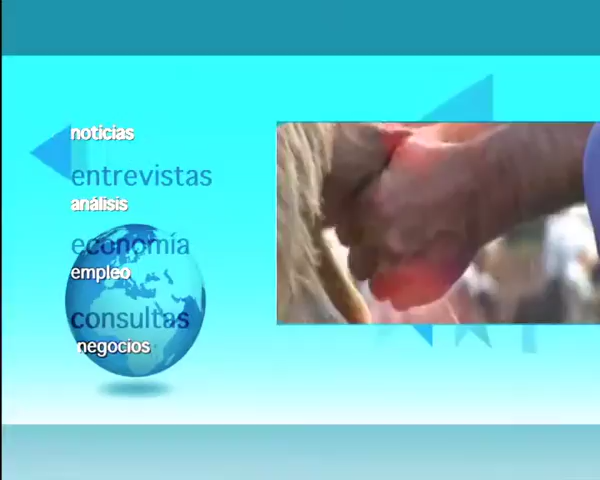 noticias
entrevistas
análisis
economía
empleo
consultas
negocios